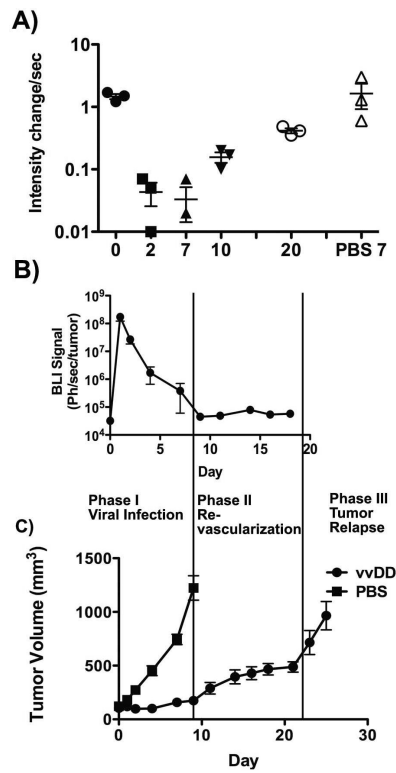 A)
Intensity change/sec
10
1
0.1
0.01
0 2 7 10 20 PBS 7
B)
BLI Signal
(Ph/sec/tumor)
10⁹
10⁸
10⁷
10⁶
10⁵
10⁴
0 5 10 15 20
Day
Phase I
Viral Infection
Phase II
Re-
vascularization
Phase III
Tumor
Relapse
C)
Tumor Volume (mm³)
1500
1000
500
0
vvDD
PBS
0 10 20 30
Day